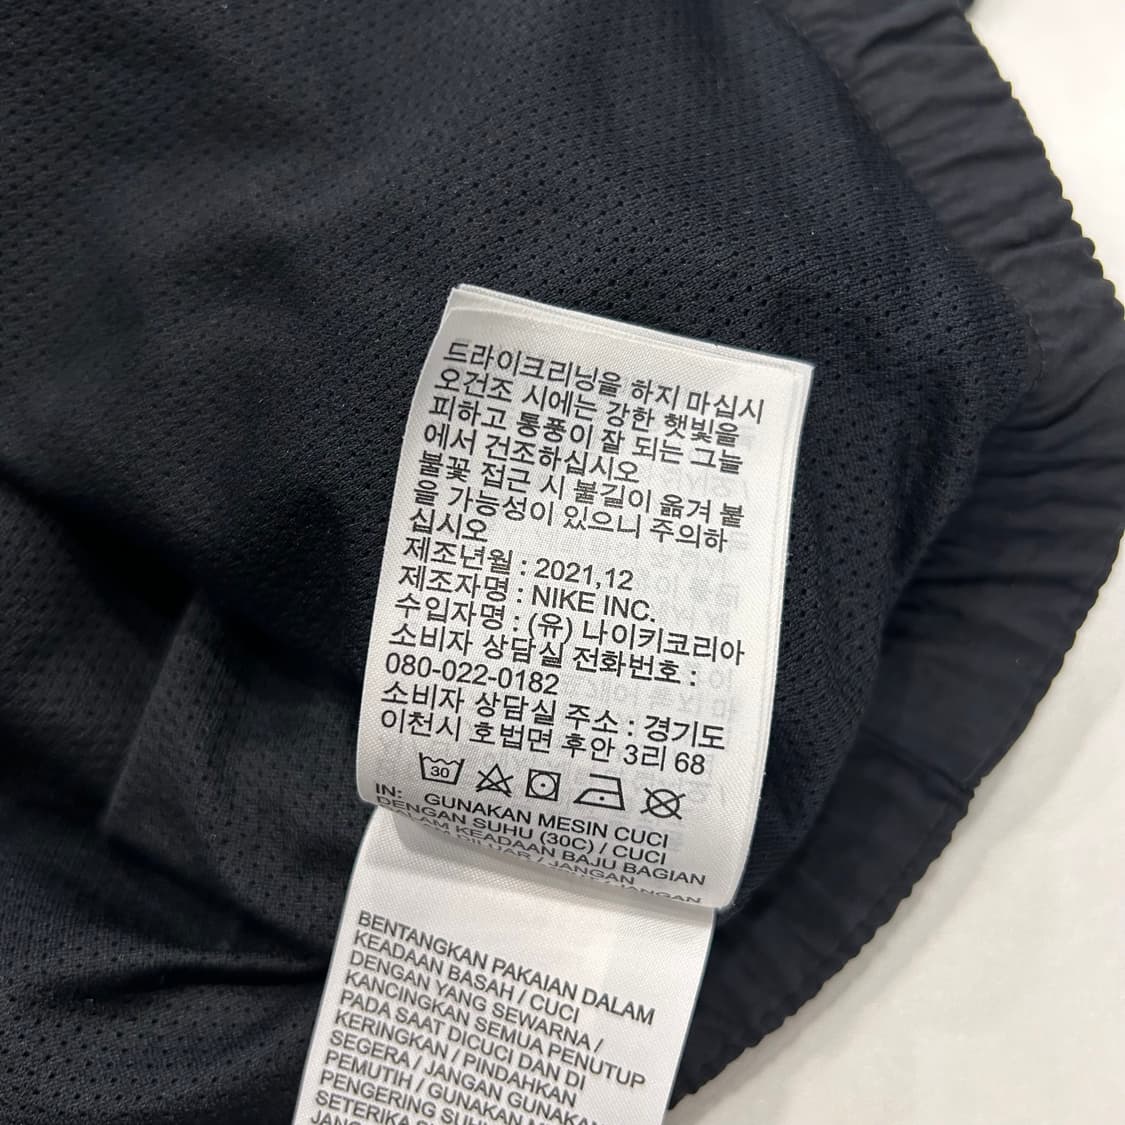 드라이크리닝을 하지 마십시
오건조 시에는 강한 햇빛을
피하고 통풍이 잘 되는 그늘
에서 건조하십시오
불꽃 접근 시 불길이 옮겨 붙
을 가능성이 있으니 주의하
십시오
제조년월 : 2021,12
제조자명 : NIKE INC.
수입자명 : (유) 나이키코리아
소비자 상담실 전화번호 :
080-022-0182
소비자 상담실 주소 : 경기도
이천시 호법면 후안 3리 68
30
IN: GUNAKAN MESIN CUCI
DENGAN SUHU (30C) / CUCI
DALAM KEADAAN BAJU BAGIAN
DILUAR / JANGAN
JANGAN
BENTANGKAN PAKAIAN DALAM
KEADAAN BASAH / CUCI
DENGAN YANG SEWARNA /
KANCINGKAN SEMUA PENUTUP
PADA SAAT DICUCI DAN DI
KERINGKAN / PINDAHKAN
SEGERA / JANGAN GUNAKAN
PEMUTIH / GUNAKAN
PENGERING
SETERIKA